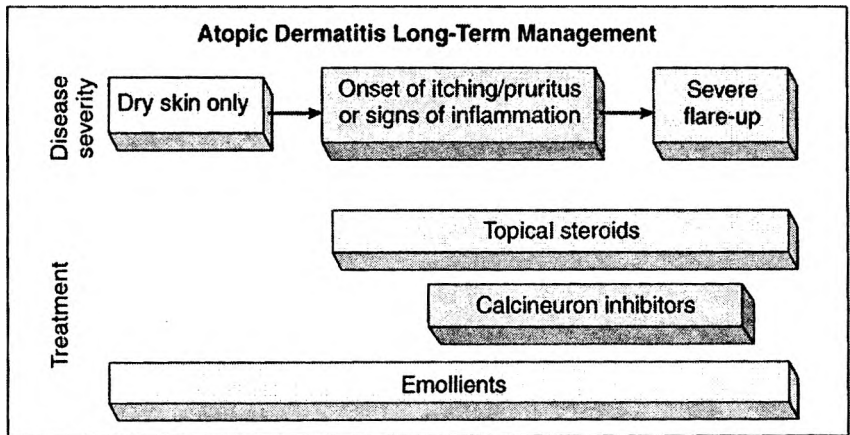 Atopic Dermatitis Long-Term Management
Disease
severity
Dry skin only
Onset of itching/pruritus
or signs of inflammation
Severe
flare-up
Treatment
Topical steroids
Calcineuron inhibitors
Emollients